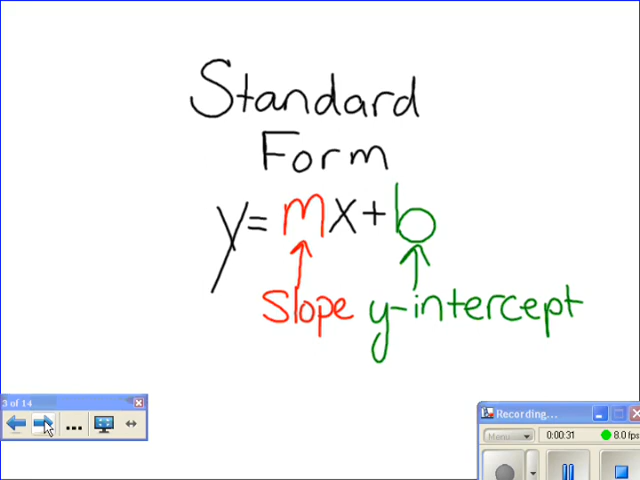 Standard
Form
y=mx+b
slope y-intercept
3 of 14
...
Recording...
Menu
0:00:31
8.0 fps